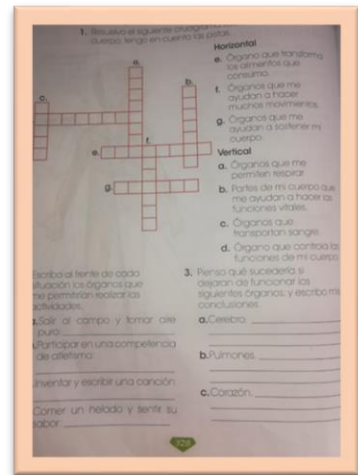 1. Resuelvo el siguiente crucigrama
cuerpo, tengo en cuenta las pistas.
Horizontal
e. Órgano que transforma
los alimentos que
consumo.
f. Órganos que me
ayudan a hacer
muchos movimientos.
g. Órganos que me
ayudan a sostener mi
cuerpo.
Vertical
a. Órganos que me
permiten respirar.
b. Partes de mi cuerpo que
me ayudan a hacer las
funciones vitales.
c. Órganos que
transportan sangre.
d. Órgano que controla las
funciones de mi cuerpo.
a.
b.
c.
f.
e.
g.
Escribo al frente de cada
situación los órganos que
me permitirían realizar las
actividades.
Salir al campo y tomar aire
puro:
Participar en una competencia
de atletismo:
Inventar y escribir una canción:
Comer un helado y sentir su
sabor:
3. Pienso qué sucedería si
dejaran de funcionar los
siguientes órganos, y escribo mis
conclusiones.
a. Cerebro.
b. Pulmones.
c. Corazón.